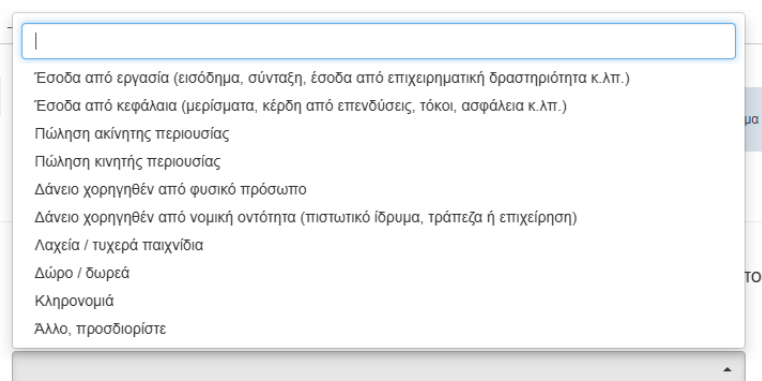 Έσοδα από εργασία (εισόδημα, σύνταξη, έσοδα από επιχειρηματική δραστηριότητα κ.λπ.)
Έσοδα από κεφάλαια (μερίσματα, κέρδη από επενδύσεις, τόκοι, ασφάλεια κ.λπ.)
μα
Πώληση ακίνητης περιουσίας
Πώληση κινητής περιουσίας
Δάνειο χορηγηθέν από φυσικό πρόσωπο
Δάνειο χορηγηθέν από νομική οντότητα (πιστωτικό ίδρυμα, τράπεζα ή επιχείρηση)
Λαχεία / τυχερά παιχνίδια
Δώρο / δωρεά
το
Κληρονομιά
Άλλο, προσδιορίστε